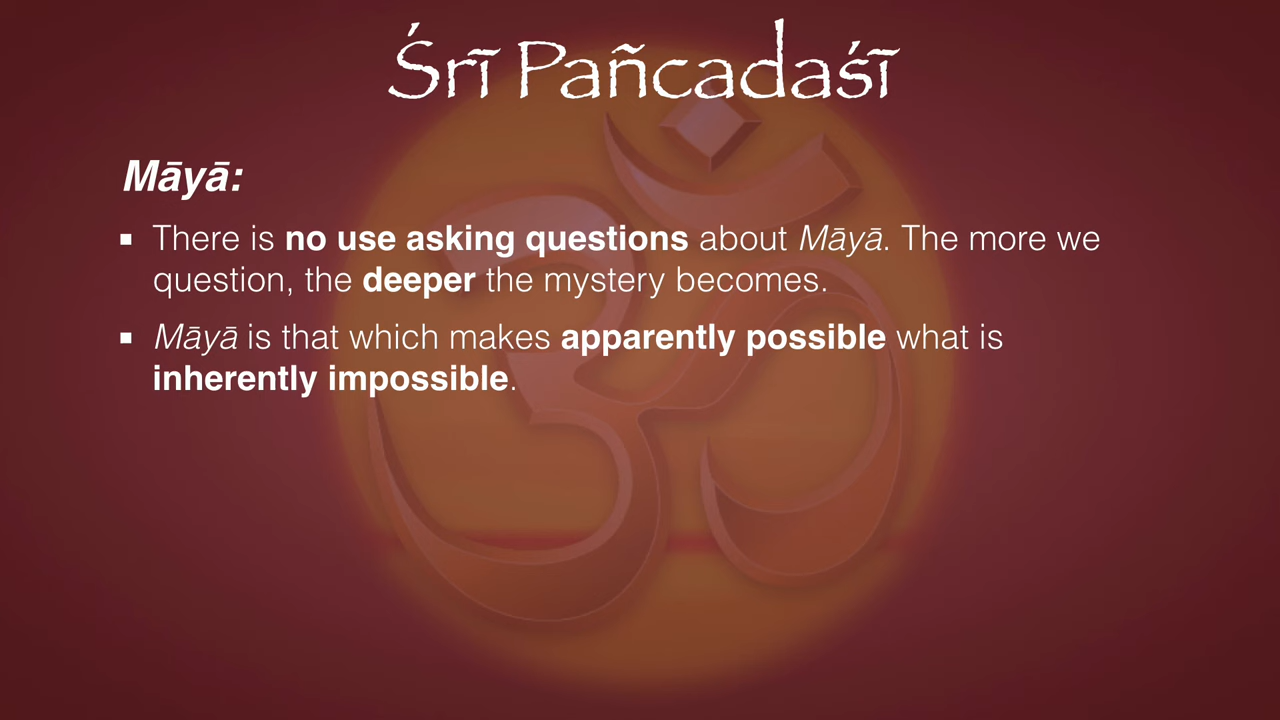 Śrī Pañcadaśī
Māyā:
▪ There is no use asking questions about Māyā. The more we
question, the deeper the mystery becomes.
▪ Māyā is that which makes apparently possible what is
inherently impossible.